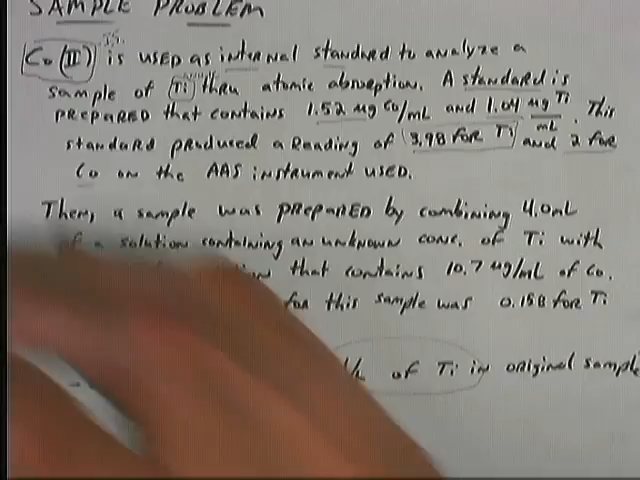 SAMPLE PROBLEM
I.S.
Co(II) is used as internal standard to analyze a
sample of Ti thru atomic absorption. A standard is
PREPARED that contains 1.52 μg Co/mL and 1.04 μg Ti/mL. This
standard produced a Reading of 3.98 for Ti and 2 for
Co on the AAS instrument USED.
Then, a sample was PREPARED by combining 4.0mL
of a solution containing an unknown conc. of Ti with
that contains 10.7 μg/mL of Co.
for this sample was 0.158 for Ti
of Ti in original sample